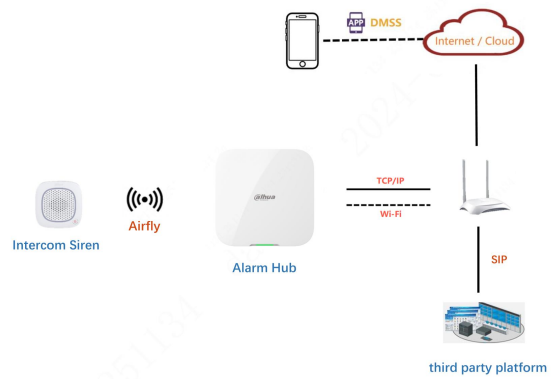 APP DMSS
Internet / Cloud
TCP/IP
alhua
Wi-Fi
Airfly
Intercom Siren
Alarm Hub
SIP
third party platform